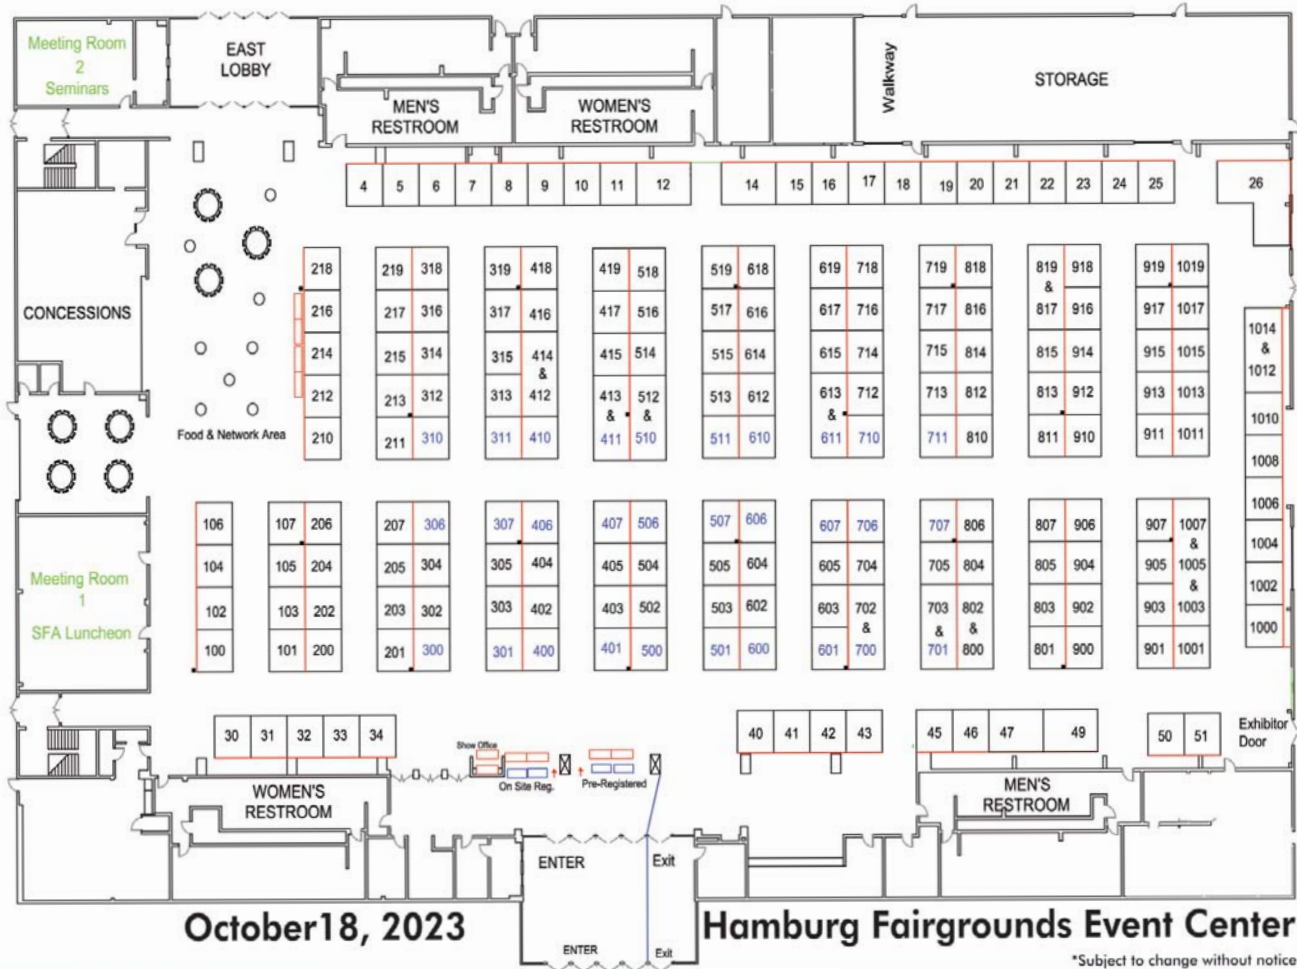 Meeting Room
2
Seminars
EAST
LOBBY
MEN'S
RESTROOM
WOMEN'S
RESTROOM
Walkway
STORAGE
4 5 6 7 8 9 10 11 12 14 15 16 17 18 19 20 21 22 23 24 25 26
218 219 318 319 418 419 518 519 618 619 718 719 818 819 918 919 1019
&
216 217 316 317 416 417 516 517 616 617 716 717 816 817 916 917 1017
CONCESSIONS
1014
&
1012
214 215 314 315 414 415 514 515 614 615 714 715 814 815 914 915 1015
&
212 213 312 313 412 413 512 513 612 613 712 713 812 813 912 913 1013
& & &
1010
210 211 310 311 410 411 510 511 610 611 710 711 810 811 910 911 1011
Food & Network Area
1008
1006
106 107 206 207 306 307 406 407 506 507 606 607 706 707 806 807 906 907 1007
&
1004
104 105 204 205 304 305 404 405 504 505 604 605 704 705 804 805 904 905 1005
&
1002
Meeting Room
1
SFA Luncheon
102 103 202 203 302 303 402 403 502 503 602 603 702 703 802 803 902 903 1003
& & &
1000
100 101 200 201 300 301 400 401 500 501 600 601 700 701 800 801 900 901 1001
30 31 32 33 34 40 41 42 43 45 46 47 49 50 51
Exhibitor
Door
Show Office
On Site Reg.
Pre-Registered
WOMEN'S
RESTROOM
MEN'S
RESTROOM
ENTER
Exit
October18, 2023
Hamburg Fairgrounds Event Center
ENTER
Exit
*Subject to change without notice